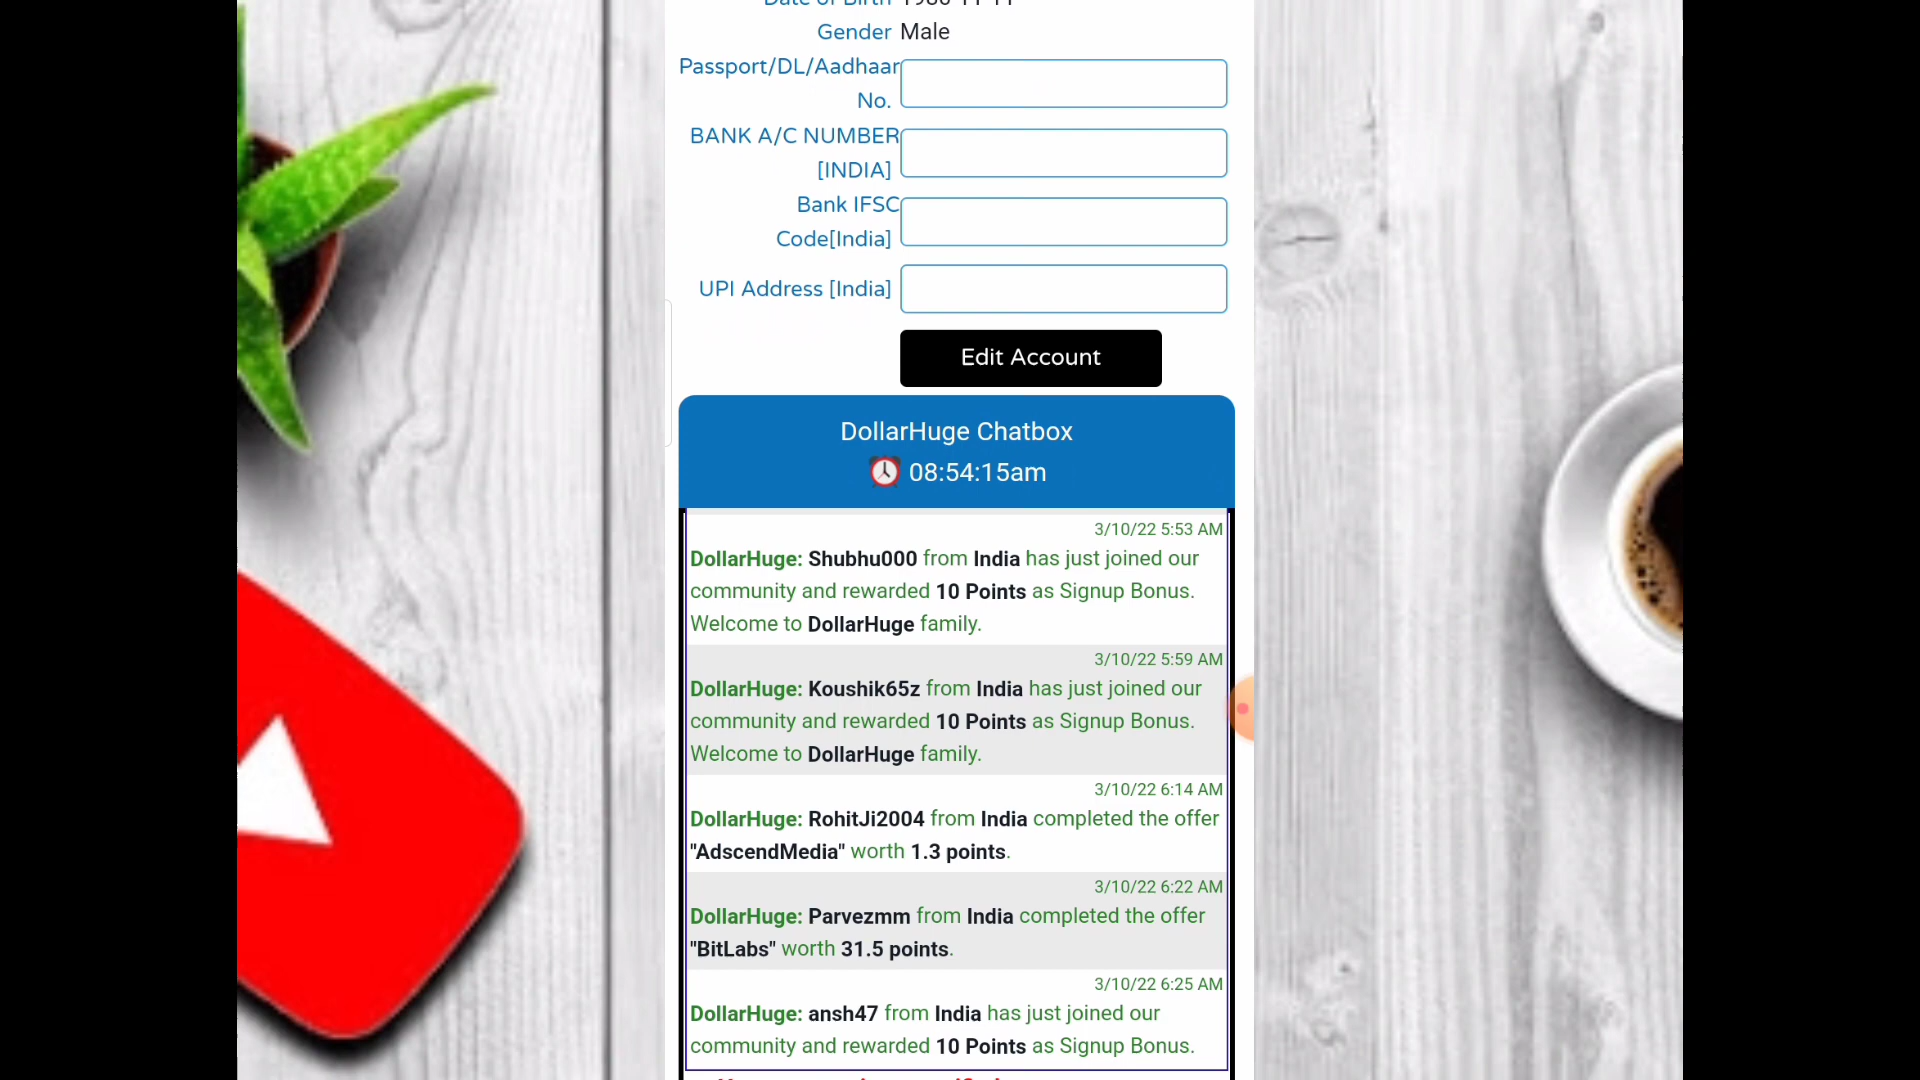 Gender Male
Passport/DL/Aadhaar
No.
BANK A/C NUMBER
[INDIA]
Bank IFSC
Code[India]
UPI Address [India]
Edit Account
DollarHuge Chatbox
08:54:15am
3/10/22 5:53 AM
DollarHuge: Shubhu000 from India has just joined our
community and rewarded 10 Points as Signup Bonus.
Welcome to DollarHuge family.
3/10/22 5:59 AM
DollarHuge: Koushik65z from India has just joined our
community and rewarded 10 Points as Signup Bonus.
Welcome to DollarHuge family.
3/10/22 6:14 AM
DollarHuge: RohitJi2004 from India completed the offer
"AdscendMedia" worth 1.3 points.
3/10/22 6:22 AM
DollarHuge: Parvezmm from India completed the offer
"BitLabs" worth 31.5 points.
3/10/22 6:25 AM
DollarHuge: ansh47 from India has just joined our
community and rewarded 10 Points as Signup Bonus.